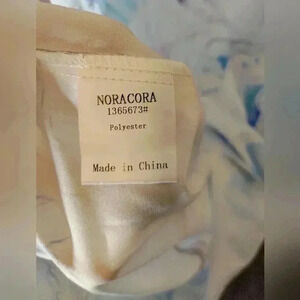 NORACORA
1365673#
Polyester
Made in China